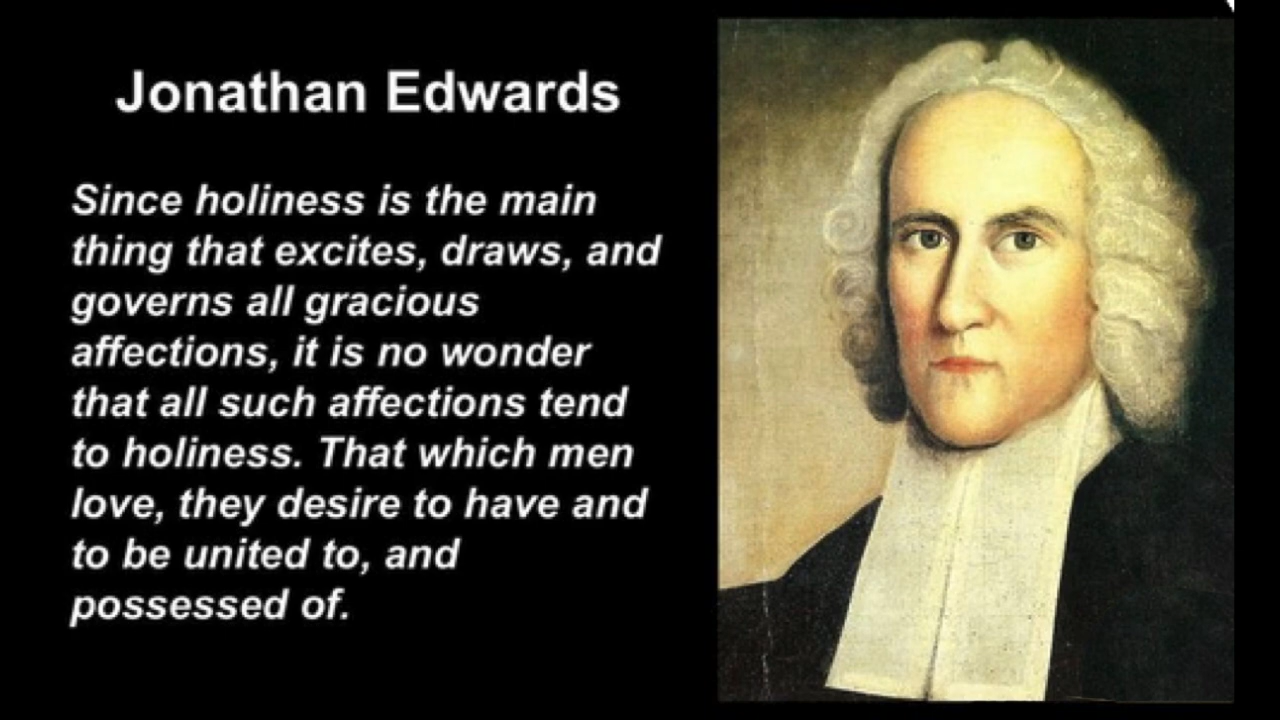 Jonathan Edwards
Since holiness is the main
thing that excites, draws, and
governs all gracious
affections, it is no wonder
that all such affections tend
to holiness. That which men
love, they desire to have and
to be united to, and
possessed of.